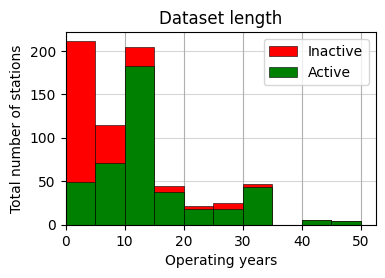 Dataset length
Total number of stations
200
150
100
50
0
Inactive
Active
0 10 20 30 40 50
Operating years